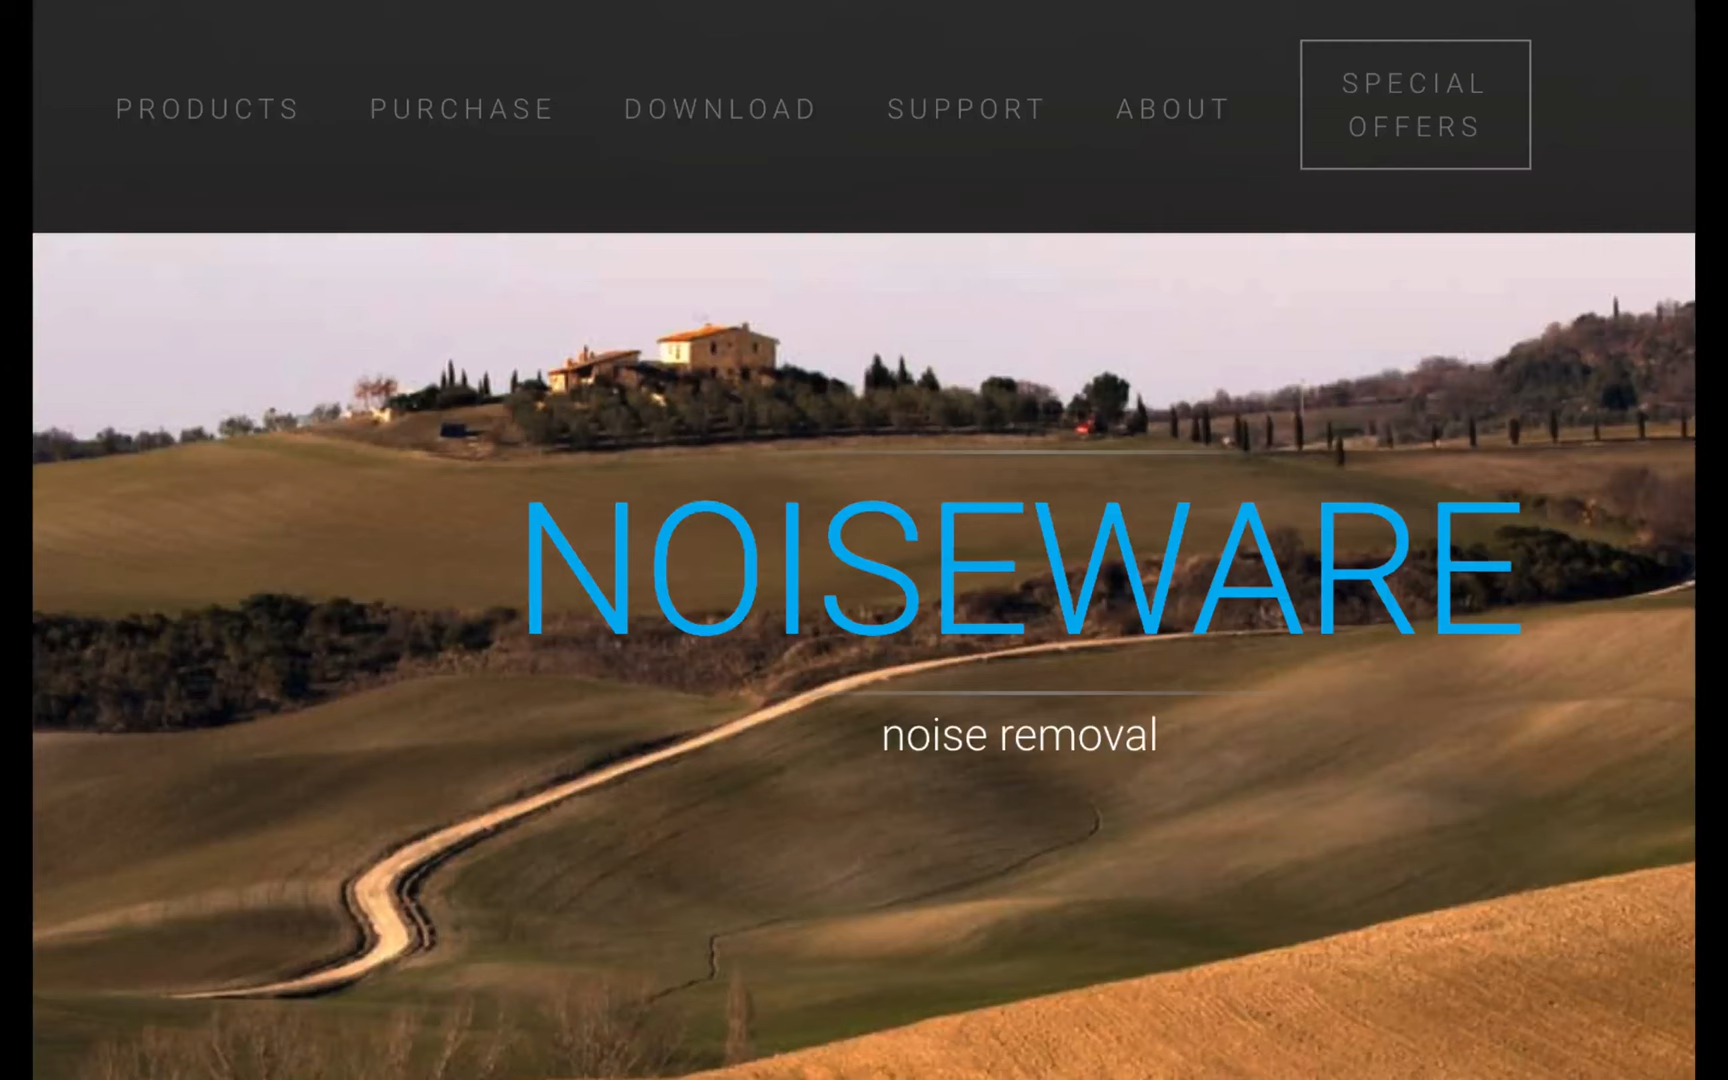 PRODUCTS PURCHASE DOWNLOAD SUPPORT ABOUT SPECIAL
OFFERS
NOISEWARE
noise removal